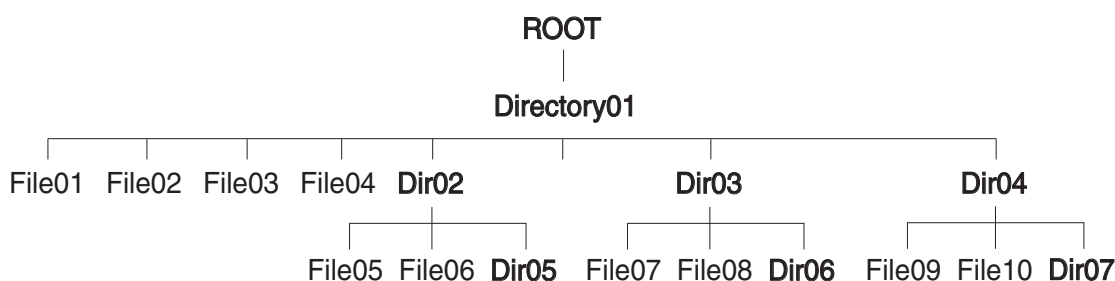 ROOT
Directory01
File01 File02 File03 File04 Dir02 Dir03 Dir04
File05 File06 Dir05 File07 File08 Dir06 File09 File10 Dir07